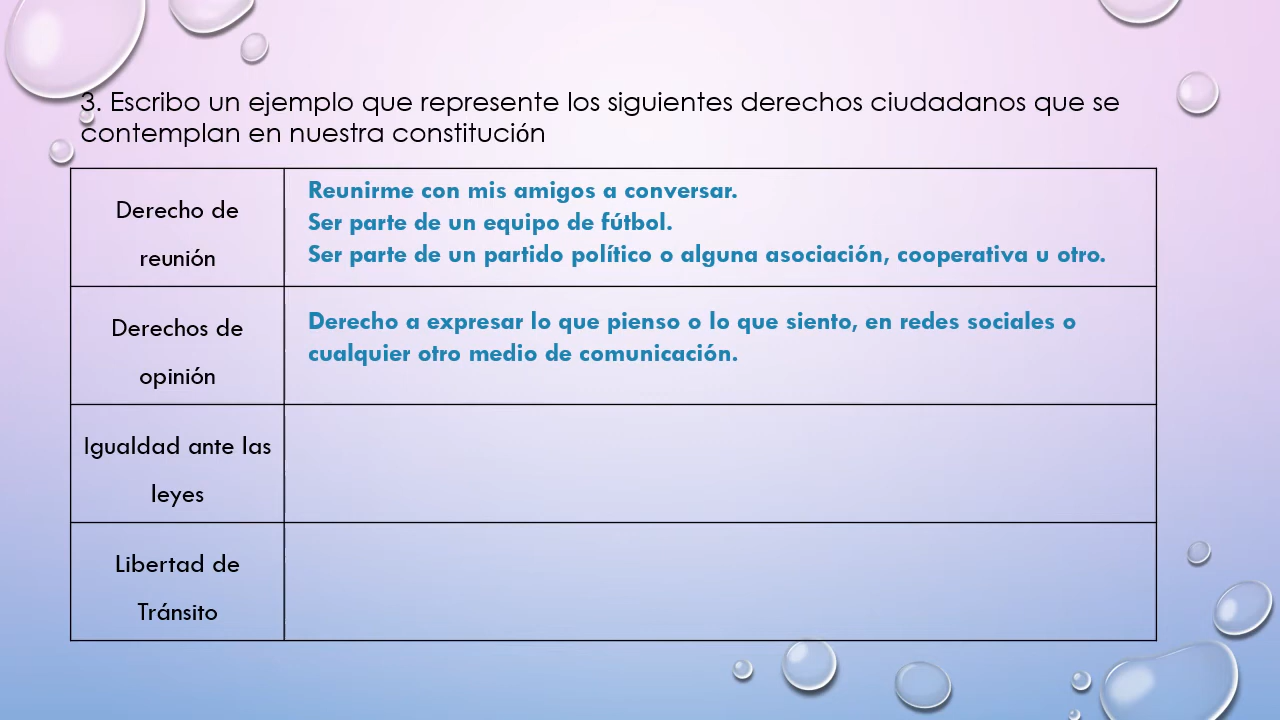 3. Escribo un ejemplo que represente los siguientes derechos ciudadanos que se
contemplan en nuestra constitución
Derecho de
reunión
Reunirme con mis amigos a conversar.
Ser parte de un equipo de fútbol.
Ser parte de un partido político o alguna asociación, cooperativa u otro.
Derechos de
opinión
Derecho a expresar lo que pienso o lo que siento, en redes sociales o
cualquier otro medio de comunicación.
Igualdad ante las
leyes
Libertad de
Tránsito